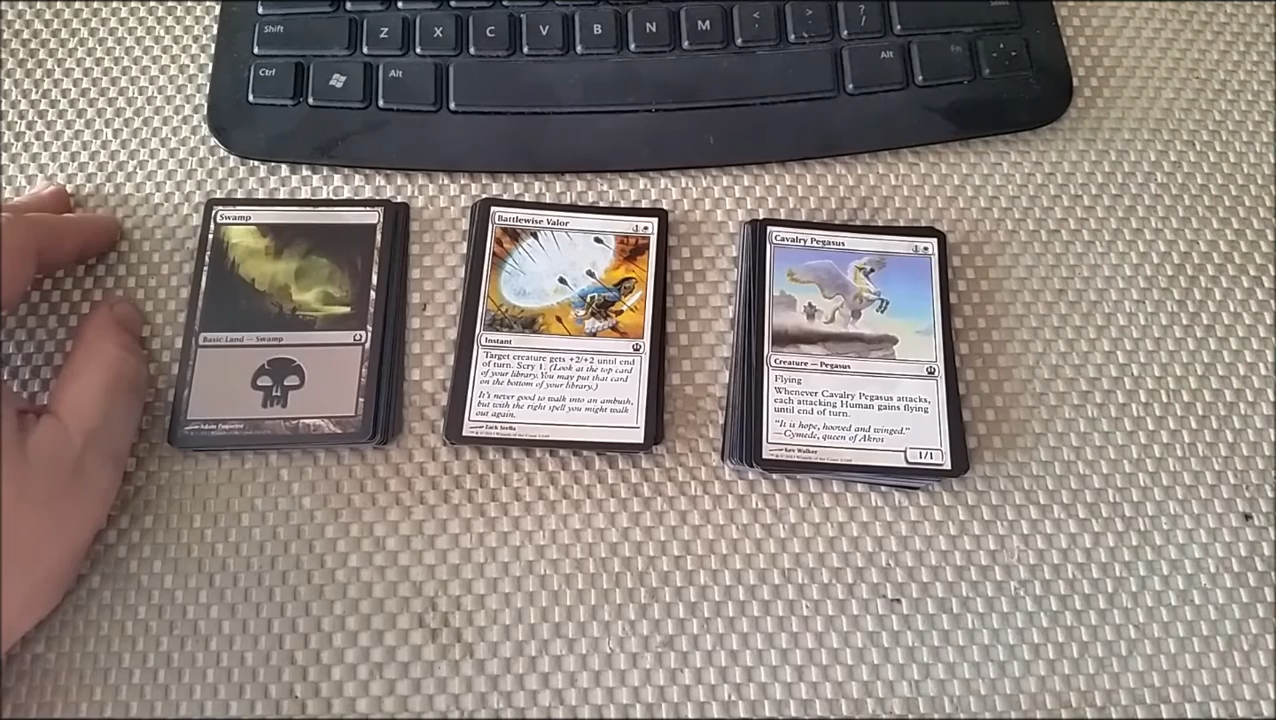 Shift Z X C V B N M < > ? /
Ctrl Alt Alt Fn
Swamp
Basic Land — Swamp
Adam Paquette
Battlewise Valor
1
Instant
Target creature gets +2/+2 until end
of turn. Scry 1. (Look at the top card
of your library. You may put that card
on the bottom of your library.)
It's never good to walk into an ambush,
but with the right spell you might walk
out again.
Zack Stella
Cavalry Pegasus
1
Creature — Pegasus
Flying
Whenever Cavalry Pegasus attacks,
each attacking Human gains flying
until end of turn.
"It is hope, hooved and winged."
—Cymede, queen of Akros
Kev Walker
1/1